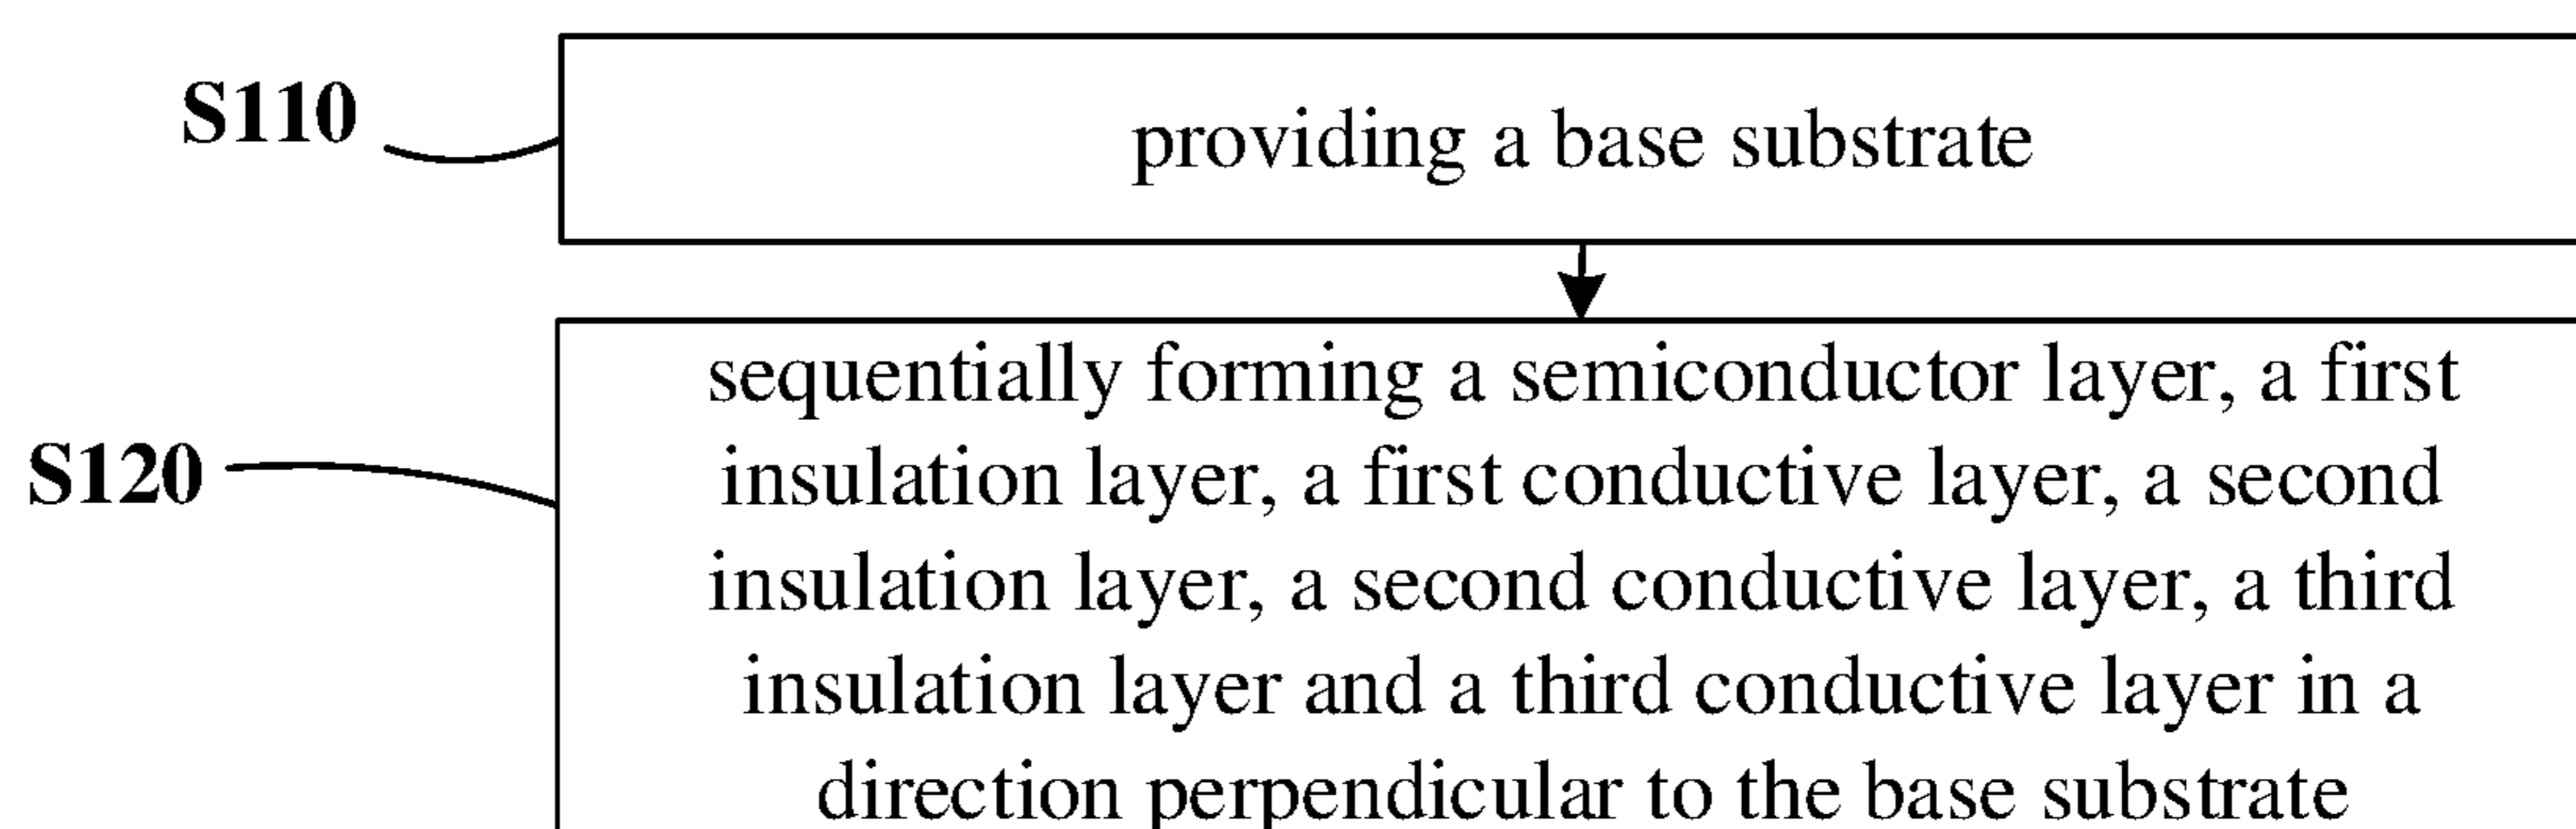 S110
providing a base substrate
S120
sequentially forming a semiconductor layer, a first
insulation layer, a first conductive layer, a second
insulation layer, a second conductive layer, a third
insulation layer and a third conductive layer in a
direction perpendicular to the base substrate